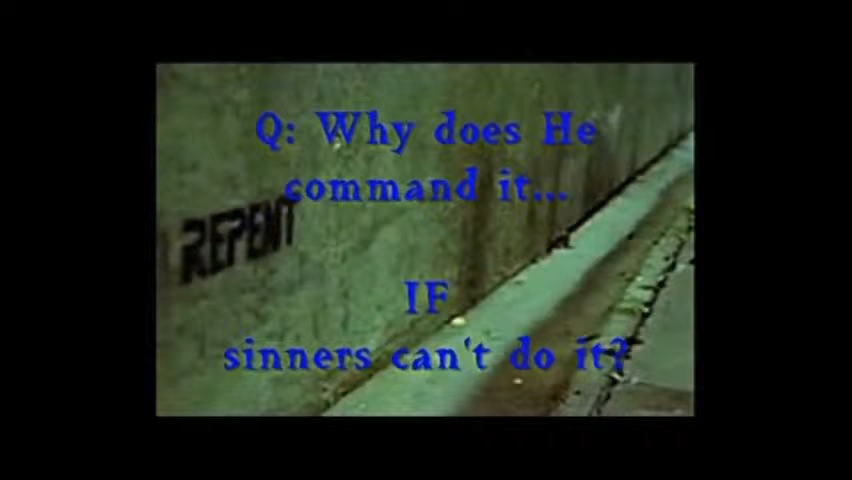 Q: Why does He
command it...
REPENT
IF
sinners can't do it?